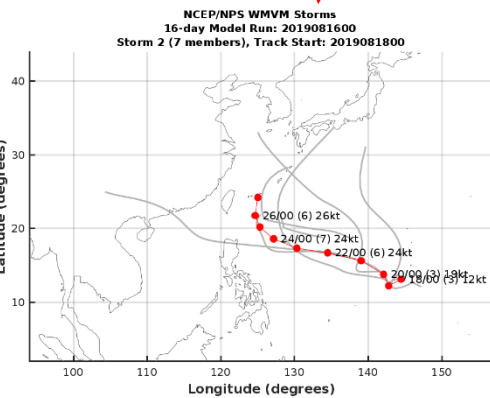 NCEP/NPS WMVM Storms
16-day Model Run: 2019081600
Storm 2 (7 members), Track Start: 2019081800
40
30
20
10
Latitude (degrees)
26/00 (6) 26kt
24/00 (7) 24kt
22/00 (6) 24kt
20/00 (3) 19kt
18/00 (3) 12kt
100 110 120 130 140 150
Longitude (degrees)